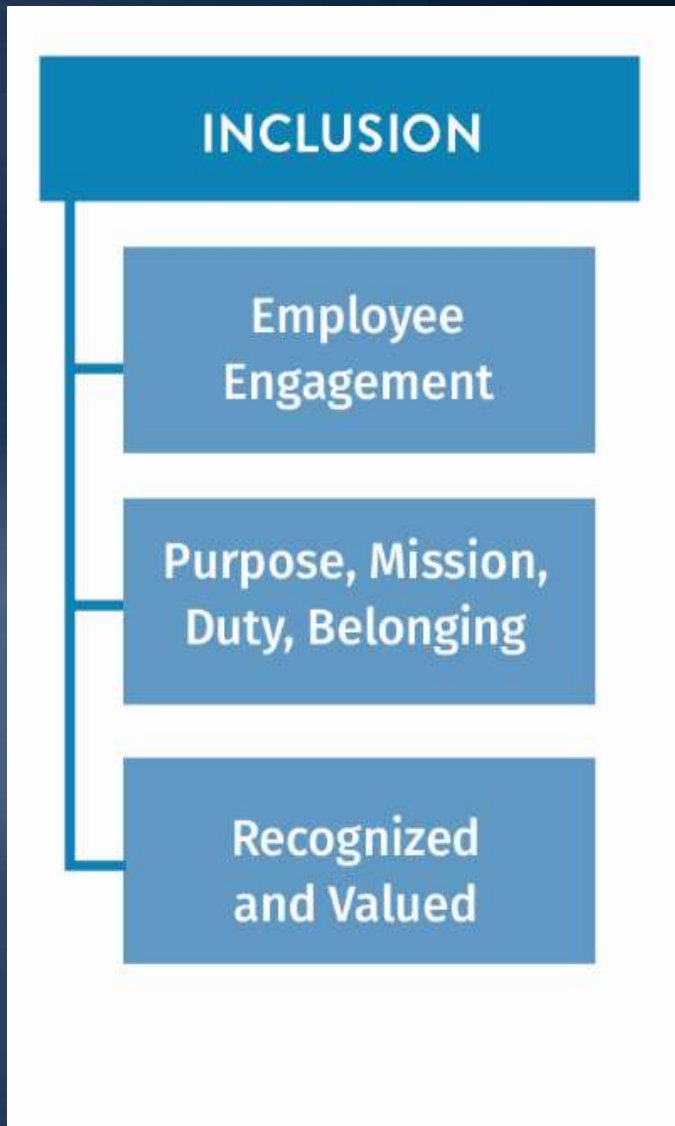 INCLUSION
Employee
Engagement
Purpose, Mission,
Duty, Belonging
Recognized
and Valued